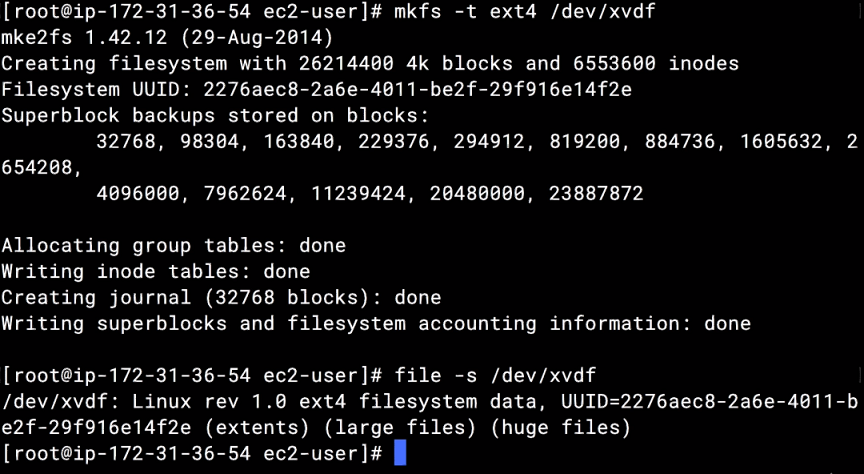 [root@ip-172-31-36-54 ec2-user]# mkfs -t ext4 /dev/xvdf
mke2fs 1.42.12 (29-Aug-2014)
Creating filesystem with 26214400 4k blocks and 6553600 inodes
Filesystem UUID: 2276aec8-2a6e-4011-be2f-29f916e14f2e
Superblock backups stored on blocks:
        32768, 98304, 163840, 229376, 294912, 819200, 884736, 1605632, 2
654208,
        4096000, 7962624, 11239424, 20480000, 23887872

Allocating group tables: done
Writing inode tables: done
Creating journal (32768 blocks): done
Writing superblocks and filesystem accounting information: done

[root@ip-172-31-36-54 ec2-user]# file -s /dev/xvdf
/dev/xvdf: Linux rev 1.0 ext4 filesystem data, UUID=2276aec8-2a6e-4011-b
e2f-29f916e14f2e (extents) (large files) (huge files)
[root@ip-172-31-36-54 ec2-user]#